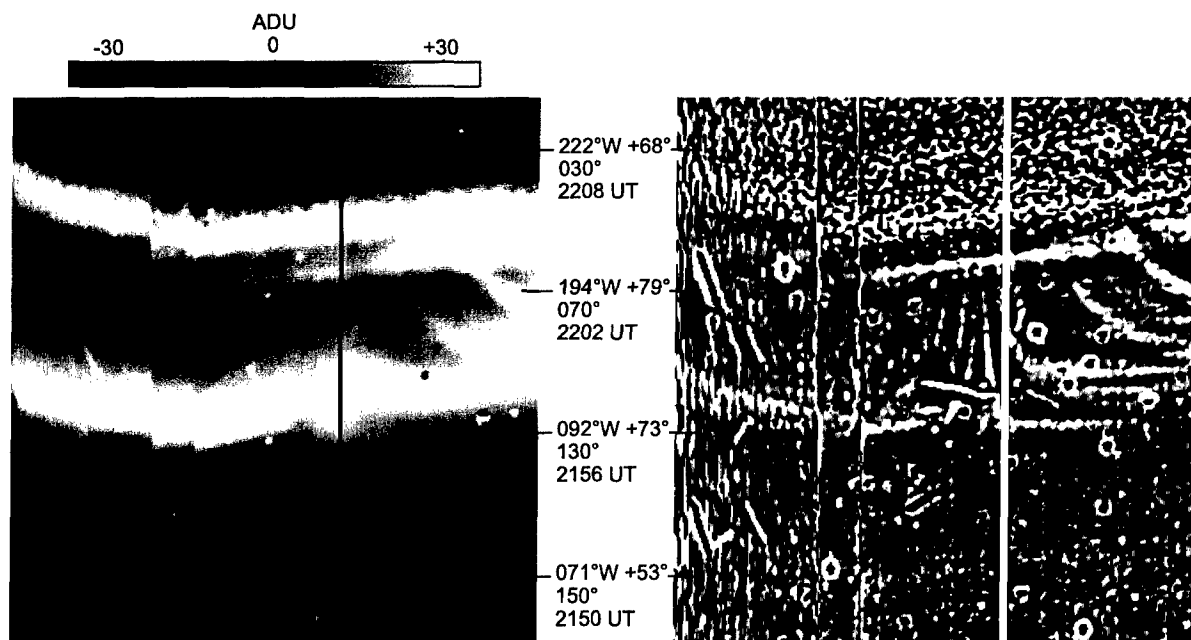 ADU
-30 0 +30
222°W +68°
030°
2208 UT
194°W +79°
070°
2202 UT
092°W +73°
130°
2156 UT
071°W +53°
150°
2150 UT